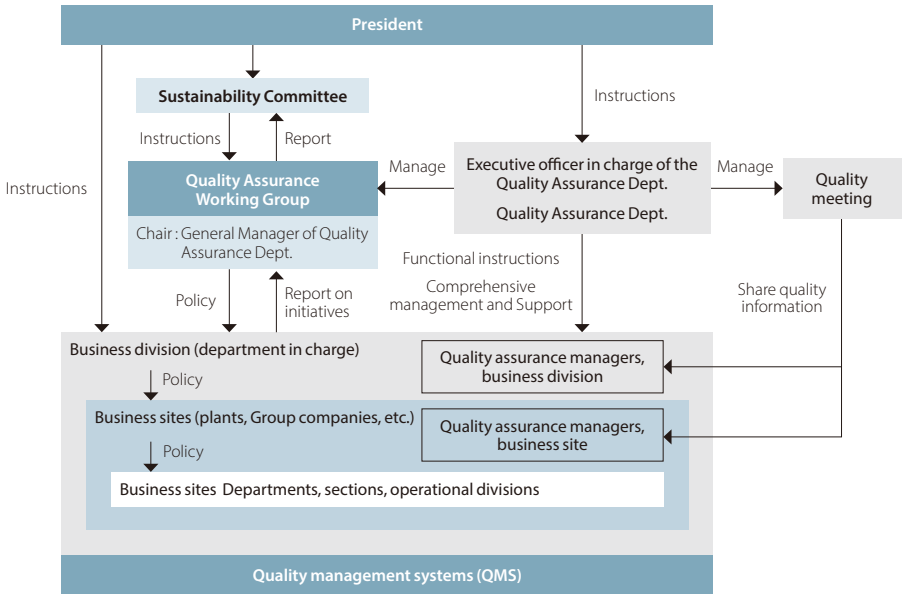 President
Sustainability Committee
Instructions
Instructions
Report
Instructions
Quality Assurance
Working Group
Chair : General Manager of Quality
Assurance Dept.
Manage
Executive officer in charge of the
Quality Assurance Dept.
Quality Assurance Dept.
Manage
Quality
meeting
Policy
Report on
initiatives
Functional instructions
Comprehensive
management and Support
Share quality
information
Business division (department in charge)
Quality assurance managers,
business division
Policy
Business sites (plants, Group companies, etc.)
Quality assurance managers,
business site
Policy
Business sites Departments, sections, operational divisions
Quality management systems (QMS)